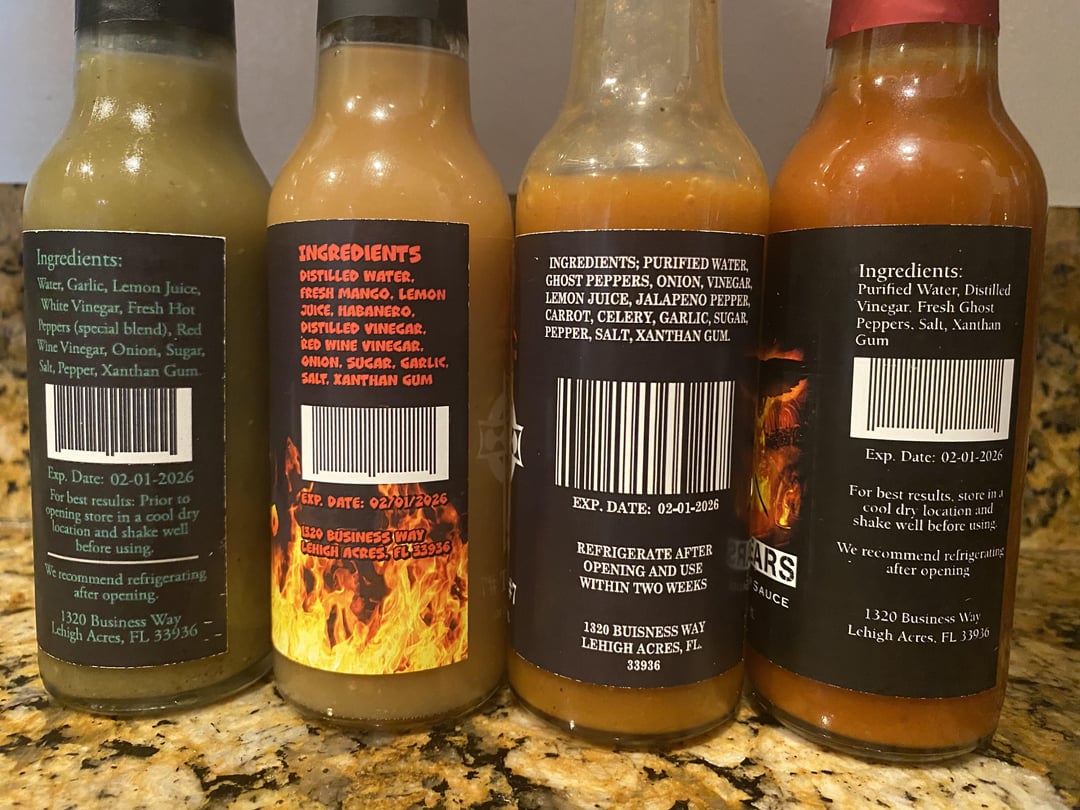 Ingredients:
Water, Garlic, Lemon Juice,
White Vinegar, Fresh Hot
Peppers (special blend), Red
Wine Vinegar, Onion, Sugar,
Salt, Pepper, Xanthan Gum.
Exp. Date: 02-01-2026
For best results: Prior to
opening store in a cool dry
location and shake well
before using.
We recommend refrigerating
after opening.
1320 Business Way
Lehigh Acres, FL 33936
INGREDIENTS
DISTILLED WATER,
FRESH MANGO, LEMON
JUICE, HABANERO,
DISTILLED VINEGAR,
RED WINE VINEGAR,
ONION, SUGAR, GARLIC,
SALT, XANTHAN GUM
EXP. DATE: 02/01/2026
1320 BUSINESS WAY
LEHIGH ACRES, FL 33936
INGREDIENTS; PURIFIED WATER,
GHOST PEPPERS, ONION, VINEGAR,
LEMON JUICE, JALAPENO PEPPER,
CARROT, CELERY, GARLIC, SUGAR,
PEPPER, SALT, XANTHAN GUM.
EXP. DATE: 02-01-2026
REFRIGERATE AFTER
OPENING AND USE
WITHIN TWO WEEKS
1320 BUISNESS WAY
LEHIGH ACRES, FL.
33936
EARS
SAUCE
Ingredients:
Purified Water, Distilled
Vinegar, Fresh Ghost
Peppers. Salt, Xanthan
Gum
Exp. Date: 02-01-2026
For best results, store in a
cool dry location and
shake well before using.
We recommend refrigerating
after opening
1320 Business Way
Lehigh Acres, FL 33936